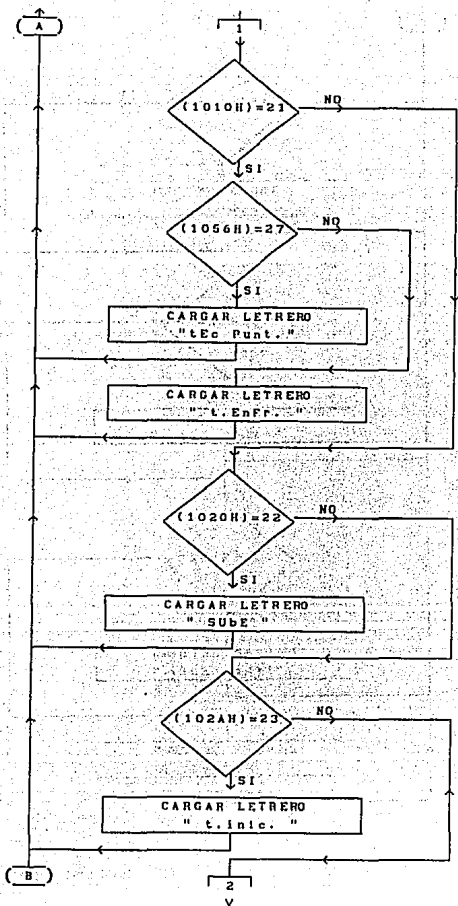 (A)
1
(1010H)=21
NO
SI
(1056H)=27
NO
SI
CARGAR LETRERO
"tEc Punt."
CARGAR LETRERO
" t.EnFr. "
(1020H)=22
NO
SI
CARGAR LETRERO
" SUbE "
(102AH)=23
NO
SI
CARGAR LETRERO
" t.inic. "
(B)
2